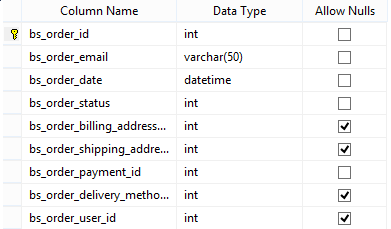 Column Name Data Type Allow Nulls
bs_order_id int
bs_order_email varchar(50)
bs_order_date datetime
bs_order_status int
bs_order_billing_address... int
bs_order_shipping_addre... int
bs_order_payment_id int
bs_order_delivery_metho... int
bs_order_user_id int